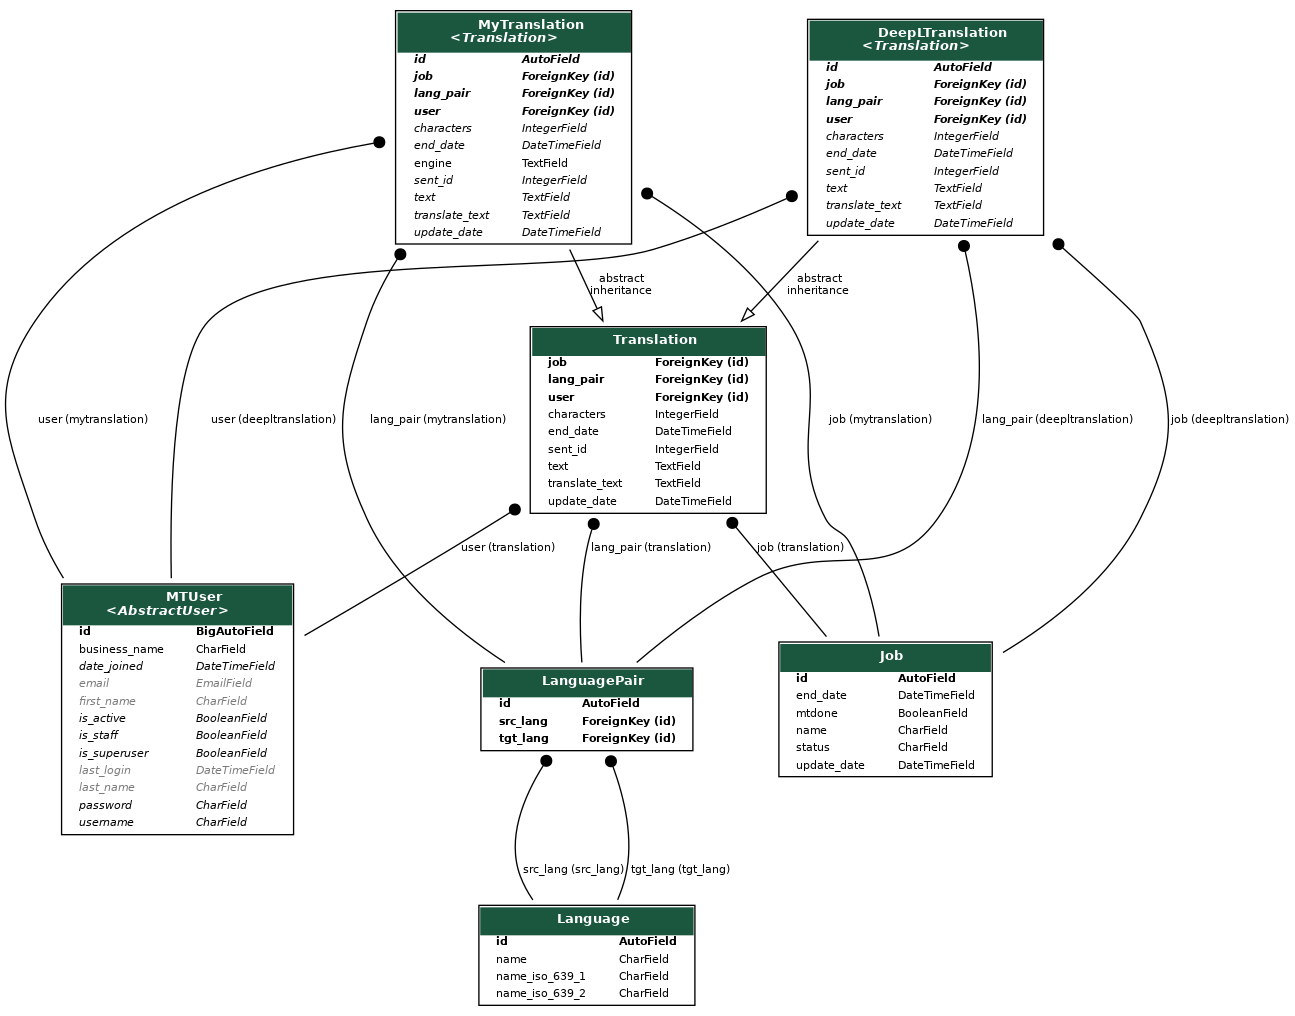 MyTranslation
<Translation>
id AutoField
job ForeignKey (id)
lang_pair ForeignKey (id)
user ForeignKey (id)
characters IntegerField
end_date DateTimeField
engine TextField
sent_id IntegerField
text TextField
translate_text TextField
update_date DateTimeField
DeepLTranslation
<Translation>
id AutoField
job ForeignKey (id)
lang_pair ForeignKey (id)
user ForeignKey (id)
characters IntegerField
end_date DateTimeField
sent_id IntegerField
text TextField
translate_text TextField
update_date DateTimeField
abstract
inheritance
abstract
inheritance
Translation
job ForeignKey (id)
lang_pair ForeignKey (id)
user ForeignKey (id)
characters IntegerField
end_date DateTimeField
sent_id IntegerField
text TextField
translate_text TextField
update_date DateTimeField
user (mytranslation)
user (deepltranslation)
lang_pair (mytranslation)
job (mytranslation)
lang_pair (deepltranslation)
job (deepltranslation)
user (translation)
lang_pair (translation)
job (translation)
MTUser
<AbstractUser>
id BigAutoField
business_name CharField
date_joined DateTimeField
email EmailField
first_name CharField
is_active BooleanField
is_staff BooleanField
is_superuser BooleanField
last_login DateTimeField
last_name CharField
password CharField
username CharField
LanguagePair
id AutoField
src_lang ForeignKey (id)
tgt_lang ForeignKey (id)
Job
id AutoField
end_date DateTimeField
mtdone BooleanField
name CharField
status CharField
update_date DateTimeField
src_lang (src_lang)
tgt_lang (tgt_lang)
Language
id AutoField
name CharField
name_iso_639_1 CharField
name_iso_639_2 CharField